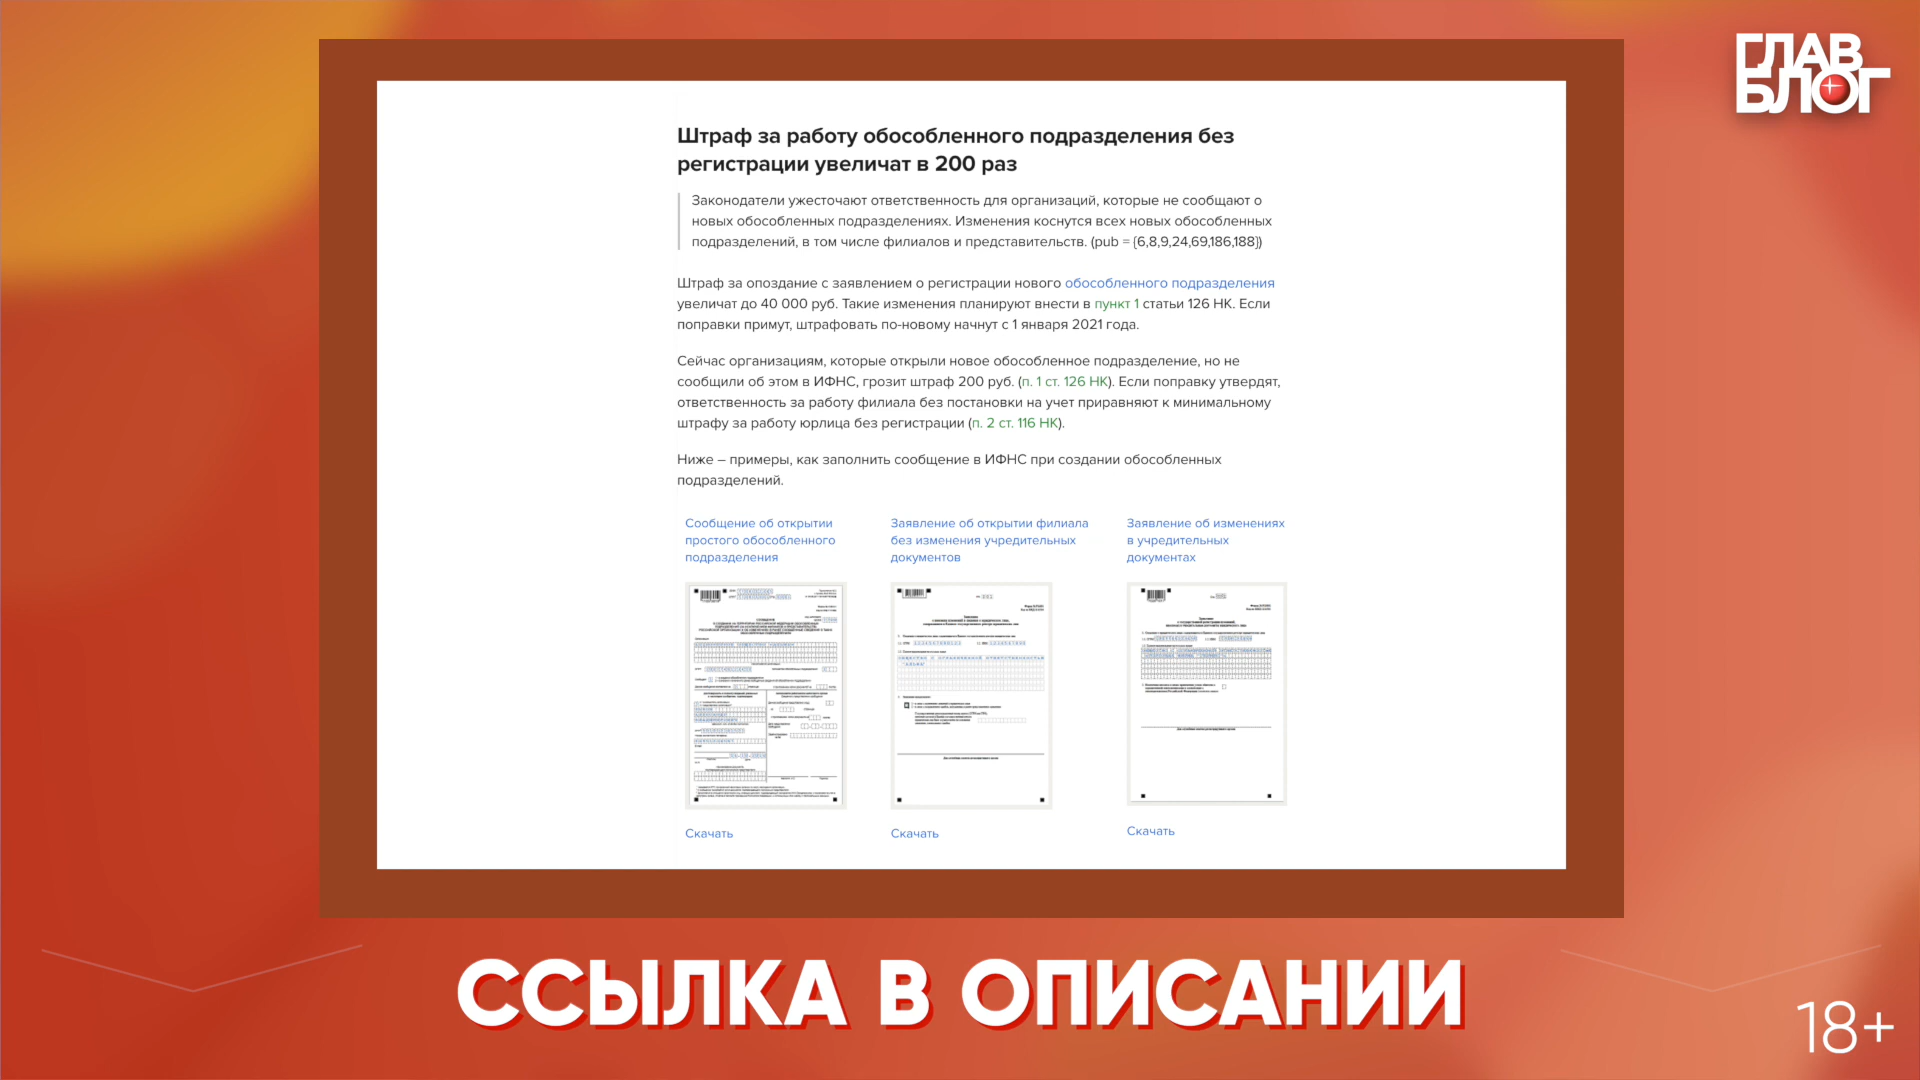 ГЛАВ
БЛОГ
Штраф за работу обособленного подразделения без
регистрации увеличат в 200 раз
Законодатели ужесточают ответственность для организаций, которые не сообщают о
новых обособленных подразделениях. Изменения коснутся всех новых обособленных
подразделений, в том числе филиалов и представительств. (pub = {6,8,9,24,69,186,188})
Штраф за опоздание с заявлением о регистрации нового обособленного подразделения
увеличат до 40 000 руб. Такие изменения планируют внести в пункт 1 статьи 126 НК. Если
поправки примут, штрафовать по-новому начнут с 1 января 2021 года.
Сейчас организациям, которые открыли новое обособленное подразделение, но не
сообщили об этом в ИФНС, грозит штраф 200 руб. (п. 1 ст. 126 НК). Если поправку утвердят,
ответственность за работу филиала без постановки на учет приравняют к минимальному
штрафу за работу юрлица без регистрации (п. 2 ст. 116 НК).
Ниже – примеры, как заполнить сообщение в ИФНС при создании обособленных
подразделений.
Сообщение об открытии
простого обособленного
подразделения
Заявление об открытии филиала
без изменения учредительных
документов
Заявление об изменениях
в учредительных
документах
Скачать
Скачать
Скачать
ССЫЛКА В ОПИСАНИИ
18+